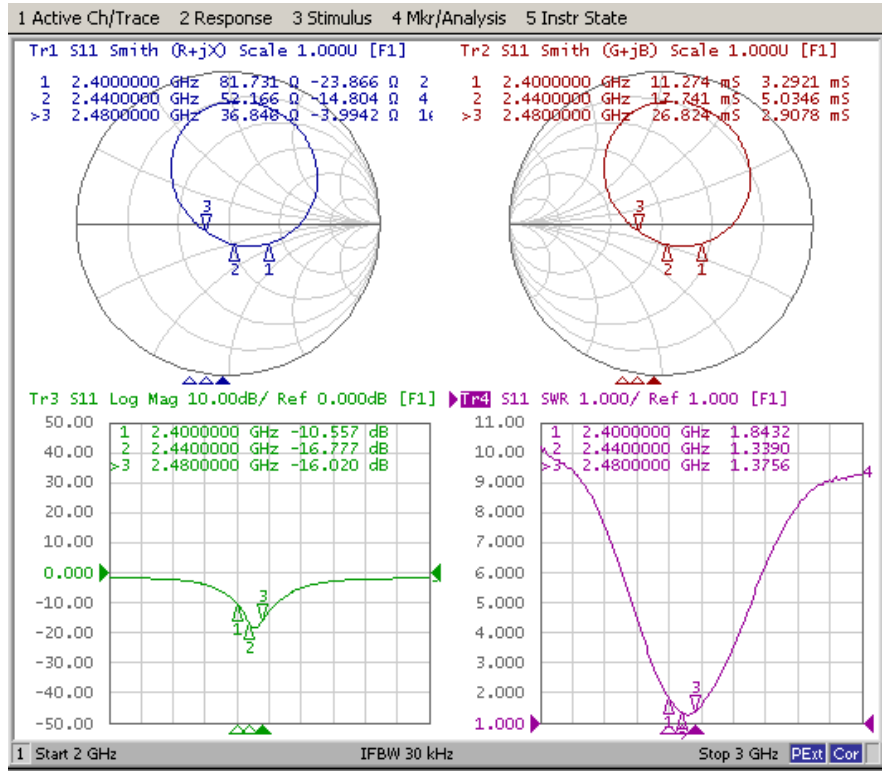 1 Active Ch/Trace 2 Response 3 Stimulus 4 Mkr/Analysis 5 Instr State
Tr1 S11 Smith (R+jX) Scale 1.000U [F1]
1 2.4000000 GHz 81.731 Ω -23.866 Ω 2
2 2.4400000 GHz 52.166 Ω -14.804 Ω 4
>3 2.4800000 GHz 36.848 Ω -3.9942 Ω 16
3
2
1
Tr2 S11 Smith (G+jB) Scale 1.000U [F1]
1 2.4000000 GHz 11.274 mS 3.2921 mS
2 2.4400000 GHz 17.741 mS 5.0346 mS
>3 2.4800000 GHz 26.824 mS 2.9078 mS
3
2
1
Tr3 S11 Log Mag 10.00dB/ Ref 0.000dB [F1]
50.00
40.00
30.00
20.00
10.00
0.000
-10.00
-20.00
-30.00
-40.00
-50.00
1 2.4000000 GHz -10.557 dB
2 2.4400000 GHz -16.777 dB
>3 2.4800000 GHz -16.020 dB
3
1
2
Tr4 S11 SWR 1.000/ Ref 1.000 [F1]
11.00
10.00
9.000
8.000
7.000
6.000
5.000
4.000
3.000
2.000
1.000
1 2.4000000 GHz 1.8432
2 2.4400000 GHz 1.3390
>3 2.4800000 GHz 1.3756
4
3
1
2
1 Start 2 GHz IFBW 30 kHz Stop 3 GHz PExt Cor